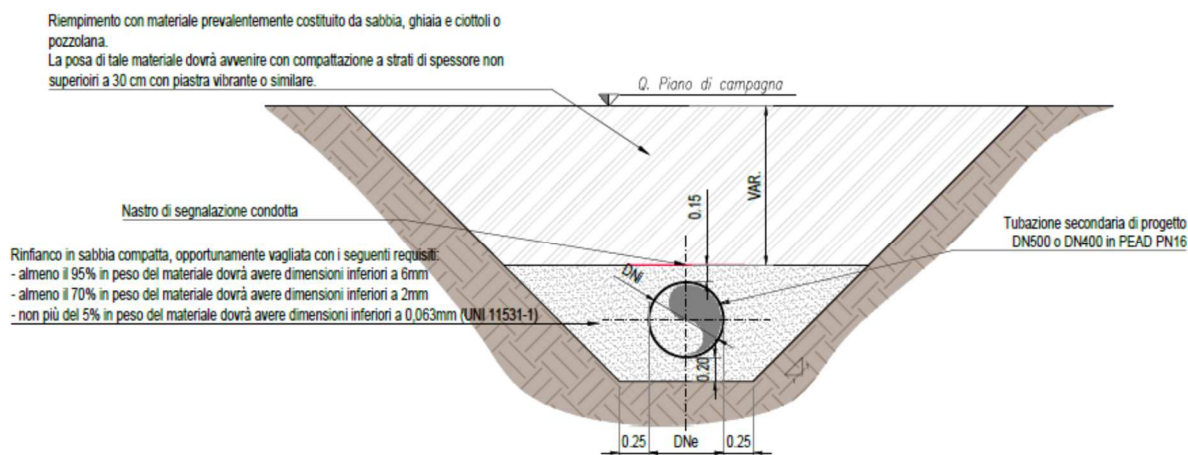 Riempimento con materiale prevalentemente costituito da sabbia, ghiaia e ciottoli o
pozzolana.
La posa di tale materiale dovrà avvenire con compattazione a strati di spessore non
superioiri a 30 cm con piastra vibrante o similare.
Q. Piano di campagna
VAR.
0.15
Nastro di segnalazione condotta
Tubazione secondaria di progetto
DN500 o DN400 in PEAD PN16
Rinfianco in sabbia compatta, opportunamente vagliata con i seguenti requisiti:
- almeno il 95% in peso del materiale dovrà avere dimensioni inferiori a 6mm
- almeno il 70% in peso del materiale dovrà avere dimensioni inferiori a 2mm
- non più del 5% in peso del materiale dovrà avere dimensioni inferiori a 0,063mm (UNI 11531-1)
DNi
0.20
0.25
DNe
0.25